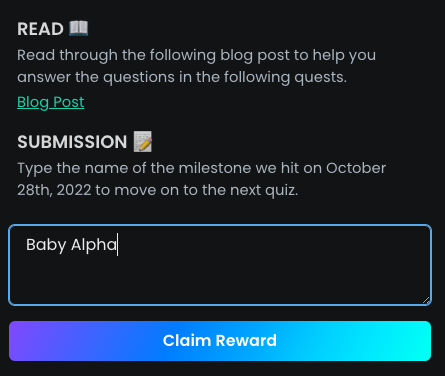 READ 📖
Read through the following blog post to help you
answer the questions in the following quests.
Blog Post
SUBMISSION 📝
Type the name of the milestone we hit on October
28th, 2022 to move on to the next quiz.
Baby Alpha
Claim Reward